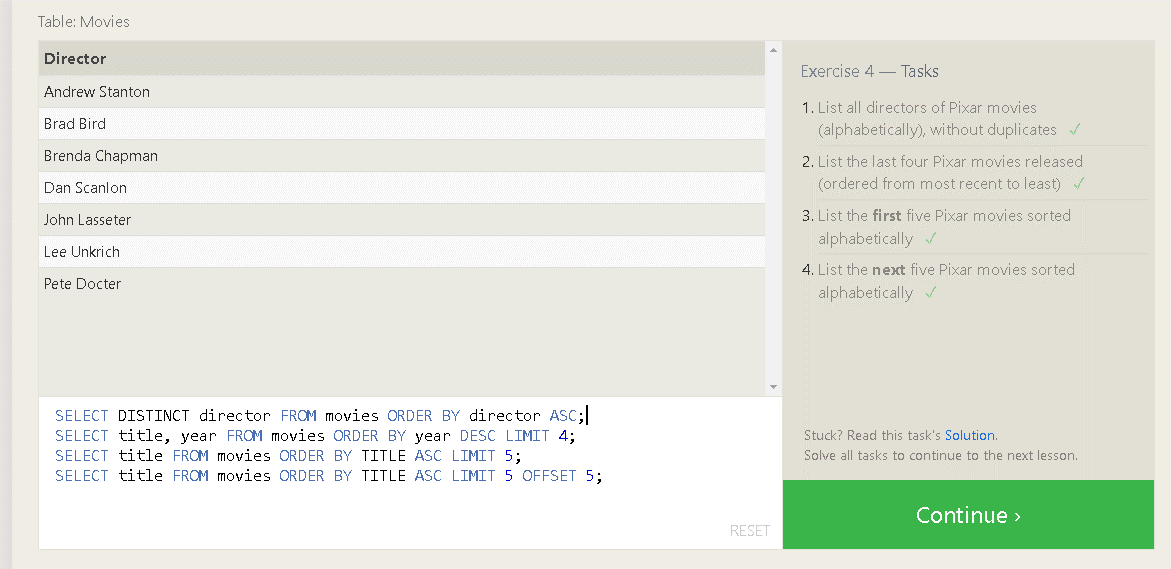 Table: Movies
Director
Andrew Stanton
Brad Bird
Brenda Chapman
Dan Scanlon
John Lasseter
Lee Unkrich
Pete Docter
SELECT DISTINCT director FROM movies ORDER BY director ASC;
SELECT title, year FROM movies ORDER BY year DESC LIMIT 4;
SELECT title FROM movies ORDER BY TITLE ASC LIMIT 5;
SELECT title FROM movies ORDER BY TITLE ASC LIMIT 5 OFFSET 5;
RESET
Exercise 4 — Tasks
1. List all directors of Pixar movies
(alphabetically), without duplicates ✓
2. List the last four Pixar movies released
(ordered from most recent to least) ✓
3. List the first five Pixar movies sorted
alphabetically ✓
4. List the next five Pixar movies sorted
alphabetically ✓
Stuck? Read this task's Solution.
Solve all tasks to continue to the next lesson.
Continue ›